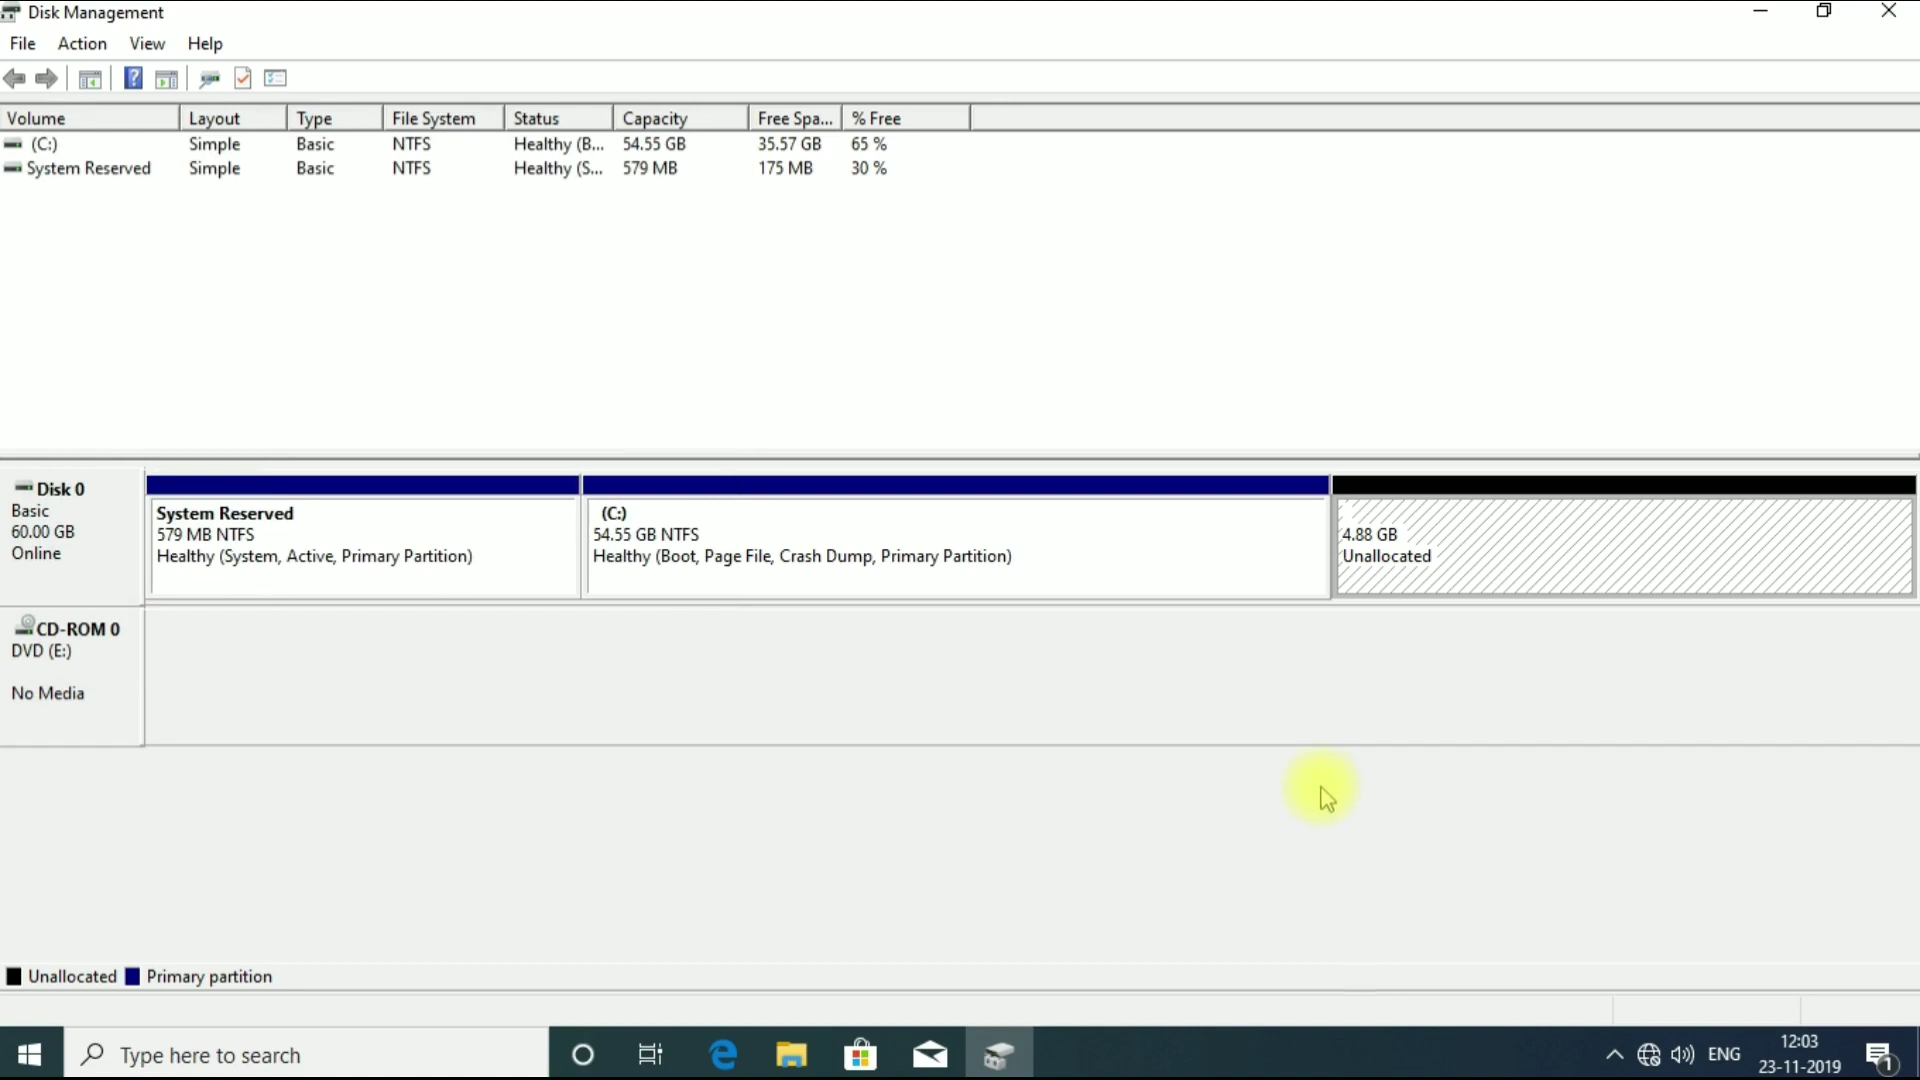 Disk Management
File Action View Help
Volume Layout Type File System Status Capacity Free Spa... % Free
(C:) Simple Basic NTFS Healthy (B... 54.55 GB 35.57 GB 65 %
System Reserved Simple Basic NTFS Healthy (S... 579 MB 175 MB 30 %
Disk 0
Basic
60.00 GB
Online
System Reserved
579 MB NTFS
Healthy (System, Active, Primary Partition)
(C:)
54.55 GB NTFS
Healthy (Boot, Page File, Crash Dump, Primary Partition)
4.88 GB
Unallocated
CD-ROM 0
DVD (E:)
No Media
Unallocated Primary partition
Type here to search
ENG
12:03
23-11-2019
1